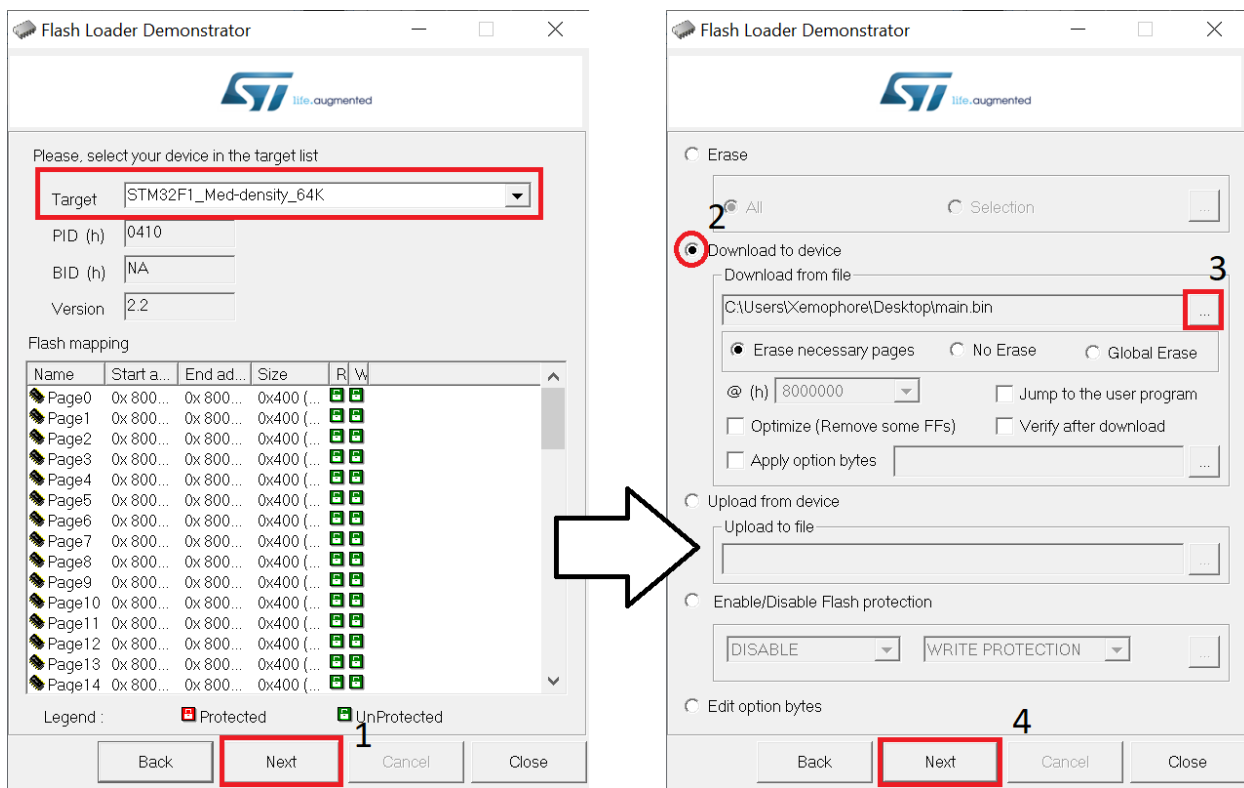 Flash Loader Demonstrator
ST life.augmented
Please, select your device in the target list
Target STM32F1_Med-density_64K
PID (h) 0410
BID (h) NA
Version 2.2
Flash mapping
Name Start a... End ad... Size R W
Page0 0x 800... 0x 800... 0x400 (...
Page1 0x 800... 0x 800... 0x400 (...
Page2 0x 800... 0x 800... 0x400 (...
Page3 0x 800... 0x 800... 0x400 (...
Page4 0x 800... 0x 800... 0x400 (...
Page5 0x 800... 0x 800... 0x400 (...
Page6 0x 800... 0x 800... 0x400 (...
Page7 0x 800... 0x 800... 0x400 (...
Page8 0x 800... 0x 800... 0x400 (...
Page9 0x 800... 0x 800... 0x400 (...
Page10 0x 800... 0x 800... 0x400 (...
Page11 0x 800... 0x 800... 0x400 (...
Page12 0x 800... 0x 800... 0x400 (...
Page13 0x 800... 0x 800... 0x400 (...
Page14 0x 800... 0x 800... 0x400 (...
Legend : Protected UnProtected
1
Back Next Cancel Close
Flash Loader Demonstrator
ST life.augmented
Erase
All Selection ...
2
Download to device
Download from file
3
C:\Users\Xemophore\Desktop\main.bin ...
Erase necessary pages No Erase Global Erase
@ (h) 8000000 Jump to the user program
Optimize (Remove some FFs) Verify after download
Apply option bytes ...
Upload from device
Upload to file
...
Enable/Disable Flash protection
DISABLE WRITE PROTECTION ...
Edit option bytes
4
Back Next Cancel Close